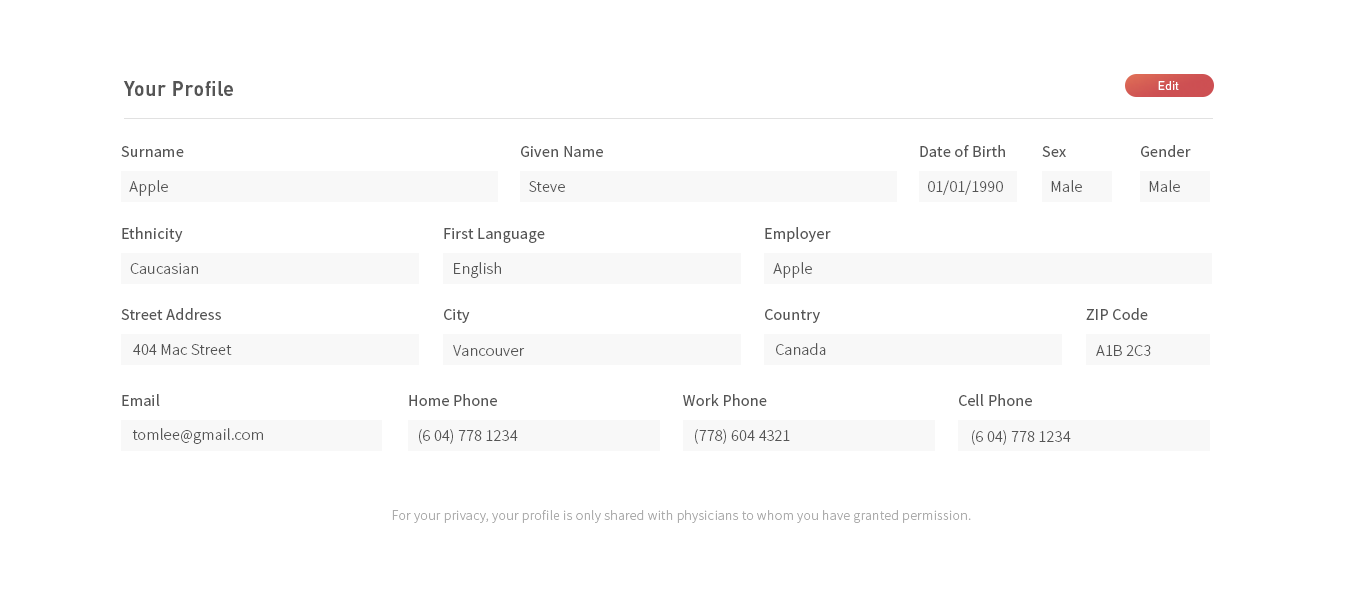 Your Profile
Edit
Surname Given Name Date of Birth Sex Gender
Apple Steve 01/01/1990 Male Male
Ethnicity First Language Employer
Caucasian English Apple
Street Address City Country ZIP Code
404 Mac Street Vancouver Canada A1B 2C3
Email Home Phone Work Phone Cell Phone
tomlee@gmail.com (6 04) 778 1234 (778) 604 4321 (6 04) 778 1234
For your privacy, your profile is only shared with physicians to whom you have granted permission.